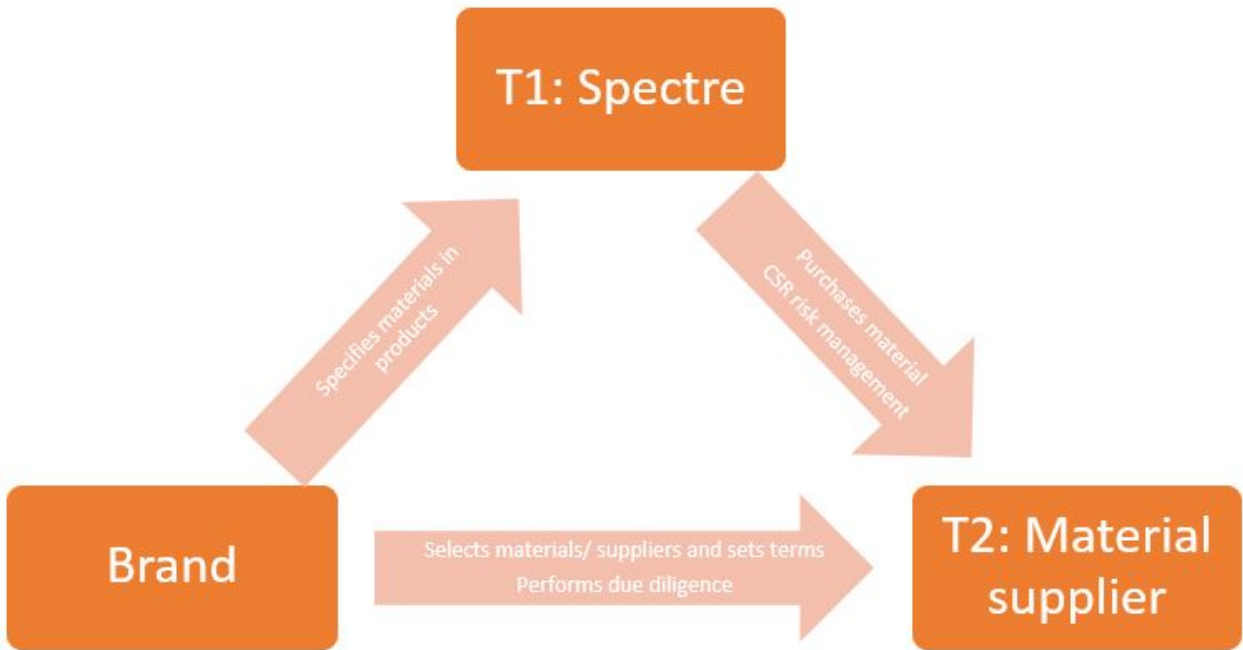 T1: Spectre
Specifies materials in
products
Purchases material
CSR risk management
Brand
Selects materials/ suppliers and sets terms
Performs due diligence
T2: Material
supplier